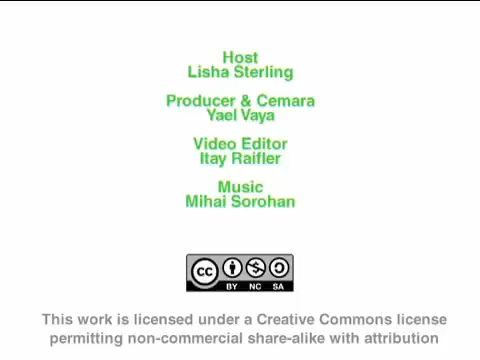 Host
Lisha Sterling
Producer & Cemara
Yael Vaya
Video Editor
Itay Raifler
Music
Mihai Sorohan
cc
BY NC SA
This work is licensed under a Creative Commons license
permitting non-commercial share-alike with attribution